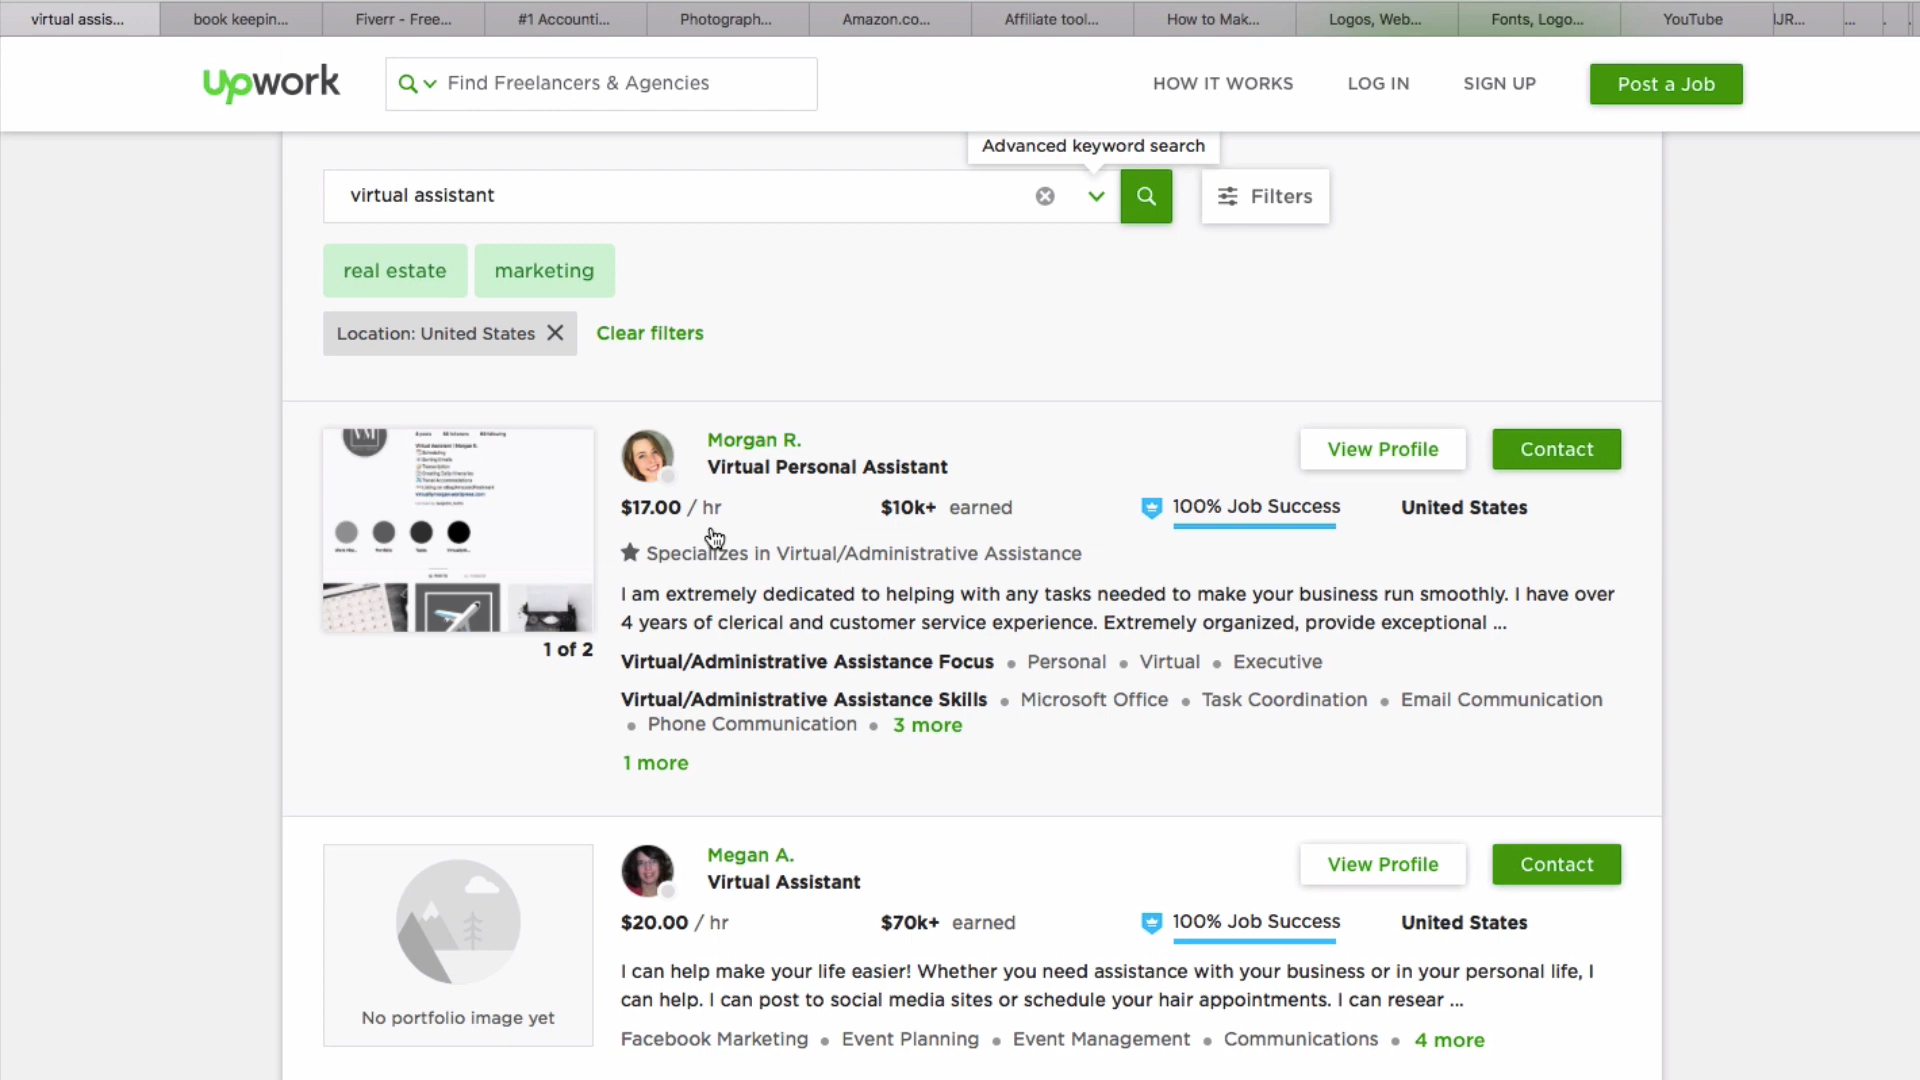 virtual assis...
book keepin...
Fiverr - Free...
#1 Accounti...
Photograph...
Amazon.co...
Affiliate tool...
How to Mak...
Logos, Web...
Fonts, Logo...
YouTube
IJR...
...
upwork
Find Freelancers & Agencies
HOW IT WORKS
LOG IN
SIGN UP
Post a Job
Advanced keyword search
virtual assistant
Filters
real estate
marketing
Location: United States
Clear filters
Morgan R.
Virtual Personal Assistant
View Profile
Contact
$17.00 / hr
$10k+ earned
100% Job Success
United States
Specializes in Virtual/Administrative Assistance
I am extremely dedicated to helping with any tasks needed to make your business run smoothly. I have over
4 years of clerical and customer service experience. Extremely organized, provide exceptional ...
1 of 2
Virtual/Administrative Assistance Focus • Personal • Virtual • Executive
Virtual/Administrative Assistance Skills • Microsoft Office • Task Coordination • Email Communication
• Phone Communication • 3 more
1 more
Megan A.
Virtual Assistant
View Profile
Contact
$20.00 / hr
$70k+ earned
100% Job Success
United States
I can help make your life easier! Whether you need assistance with your business or in your personal life, I
can help. I can post to social media sites or schedule your hair appointments. I can resear ...
No portfolio image yet
Facebook Marketing • Event Planning • Event Management • Communications • 4 more